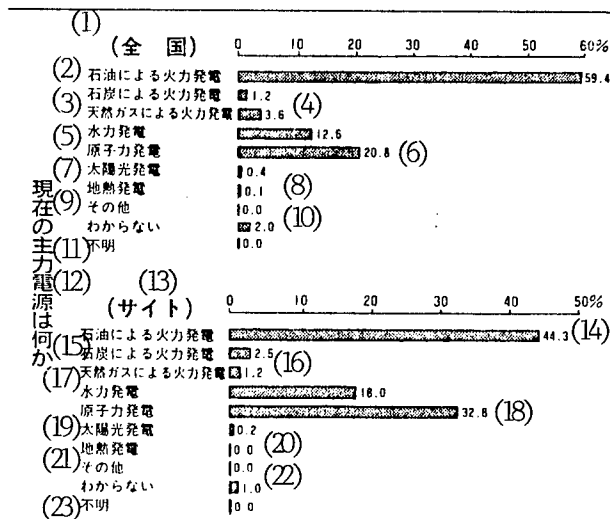 (1)
(全国) 0 10 20 30 40 50 60%
(2) 石油による火力発電 59.4
石炭による火力発電 1.2
(3) 天然ガスによる火力発電 3.6 (4)
(5) 水力発電 12.6
原子力発電 20.8 (6)
(7) 太陽光発電 0.4
地熱発電 0.1 (8)
(9) その他 0.0
わからない 2.0 (10)
(11) 不明 0.0
現在の主力電源は何か
(12) (13)
(サイト) 0 10 20 30 40 50%
石油による火力発電 44.3 (14)
(15) 石炭による火力発電 2.5
天然ガスによる火力発電 1.2 (16)
(17) 水力発電 18.0
原子力発電 32.8 (18)
(19) 太陽光発電 0.2
地熱発電 0.0 (20)
(21) その他 0.0
わからない 1.0 (22)
(23) 不明 0.0